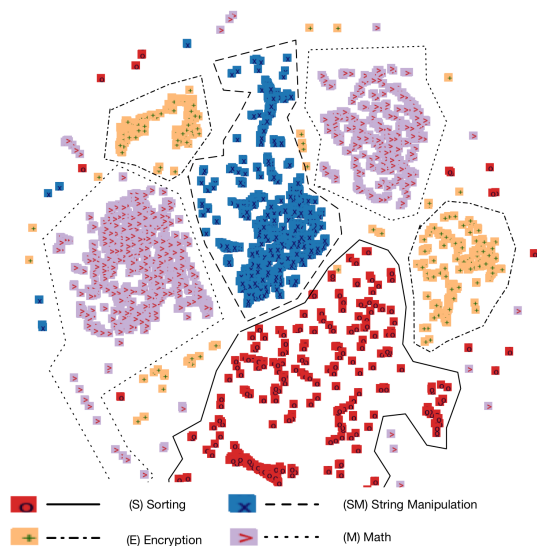 (S) Sorting
(SM) String Manipulation
(E) Encryption
(M) Math